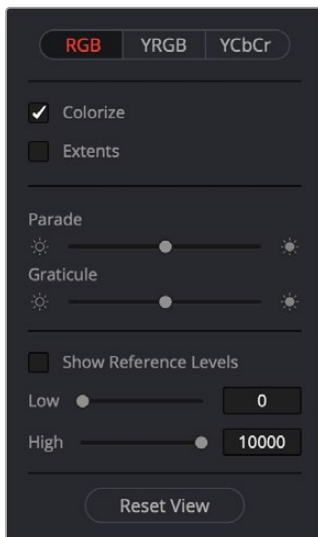 RGB YRGB YCbCr
Colorize
Extents
Parade
Graticule
Show Reference Levels
Low 0
High 10000
Reset View